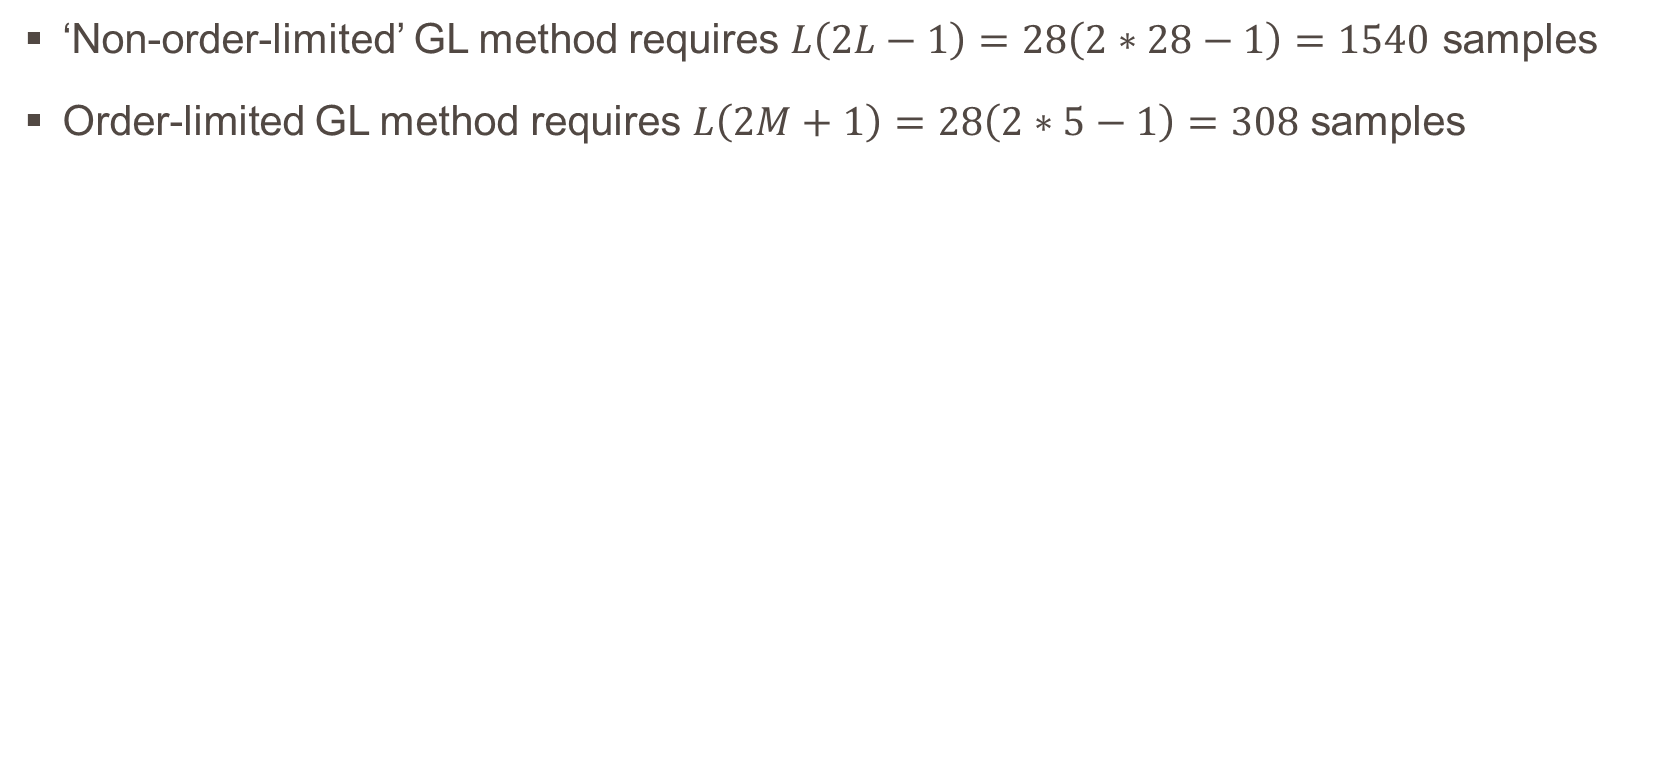 ▪ ‘Non-order-limited’ GL method requires 𝐿(2𝐿 − 1) = 28(2 ∗ 28 − 1) = 1540 samples
▪ Order-limited GL method requires 𝐿(2𝑀 + 1) = 28(2 ∗ 5 − 1) = 308 samples